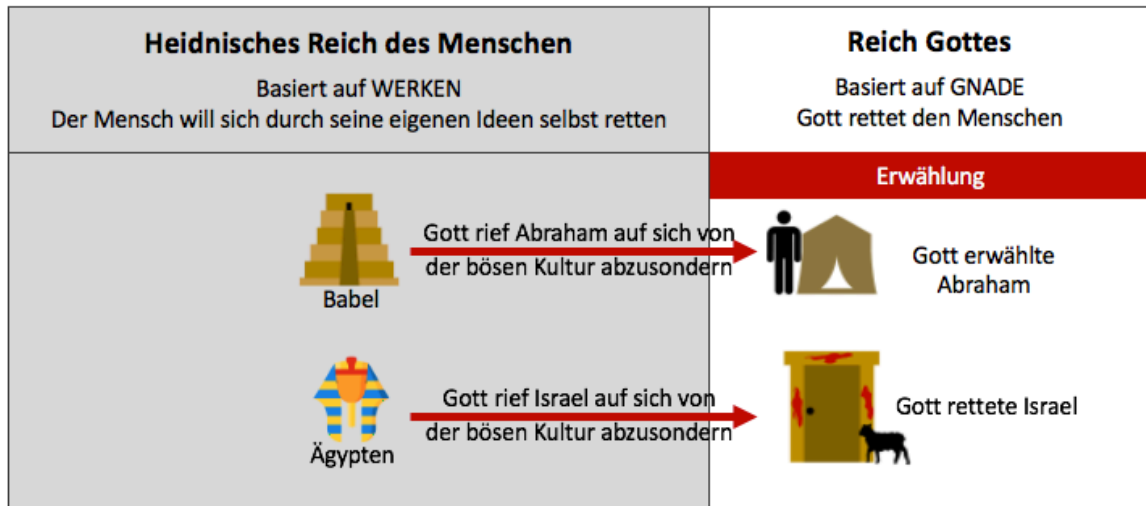 Heidnisches Reich des Menschen
Basiert auf WERKEN
Der Mensch will sich durch seine eigenen Ideen selbst retten
Reich Gottes
Basiert auf GNADE
Gott rettet den Menschen
Erwählung
Gott rief Abraham auf sich von
der bösen Kultur abzusondern
Babel
Gott erwählte
Abraham
Gott rief Israel auf sich von
der bösen Kultur abzusondern
Ägypten
Gott rettete Israel